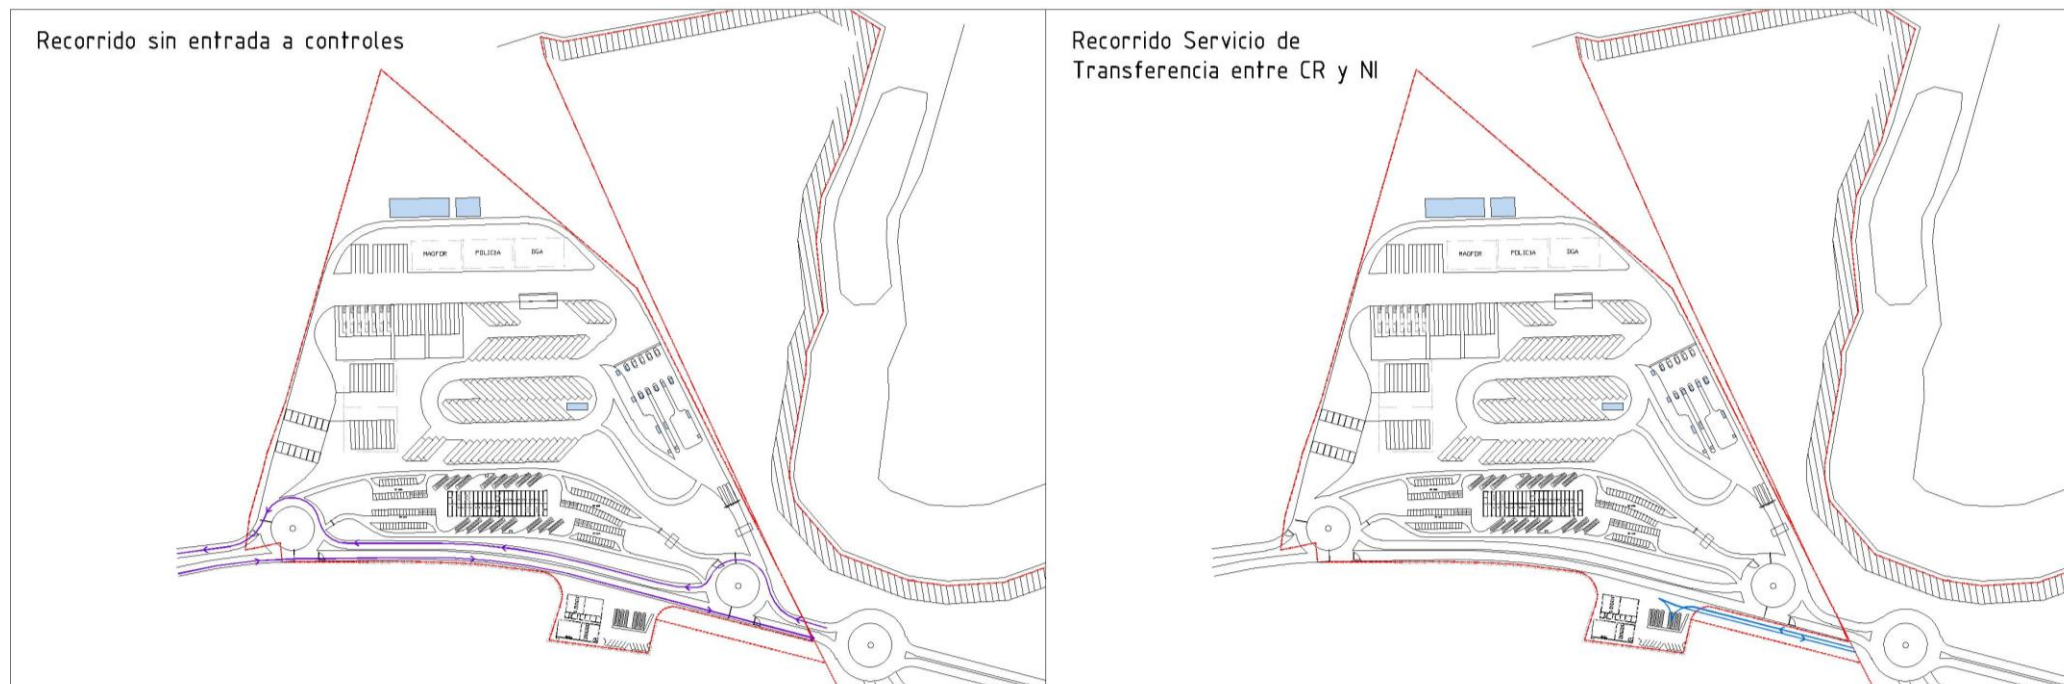 Recorrido sin entrada a controles
MAGFOR POLICIA DGA
Recorrido Servicio de
Transferencia entre CR y NI
MAGFOR POLICIA DGA